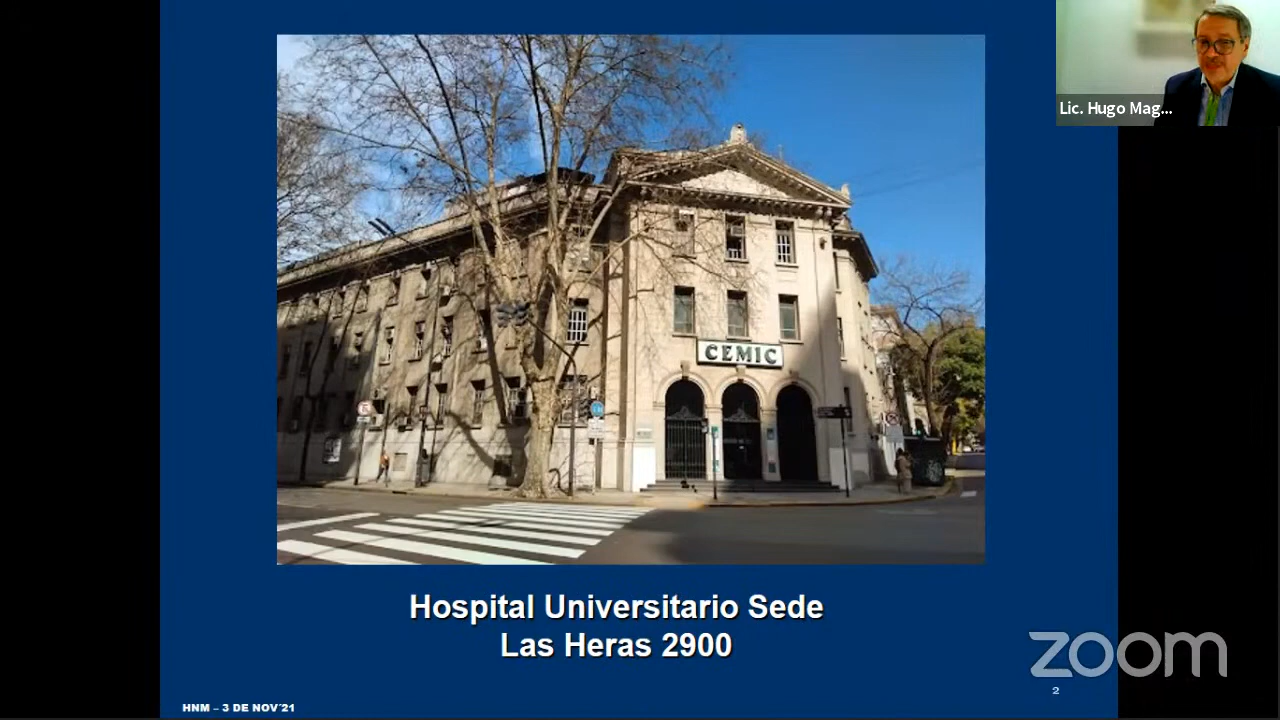 Lic. Hugo Mag...
CEMIC
Hospital Universitario Sede
Las Heras 2900
zoom
2
HNM – 3 DE NOV´21